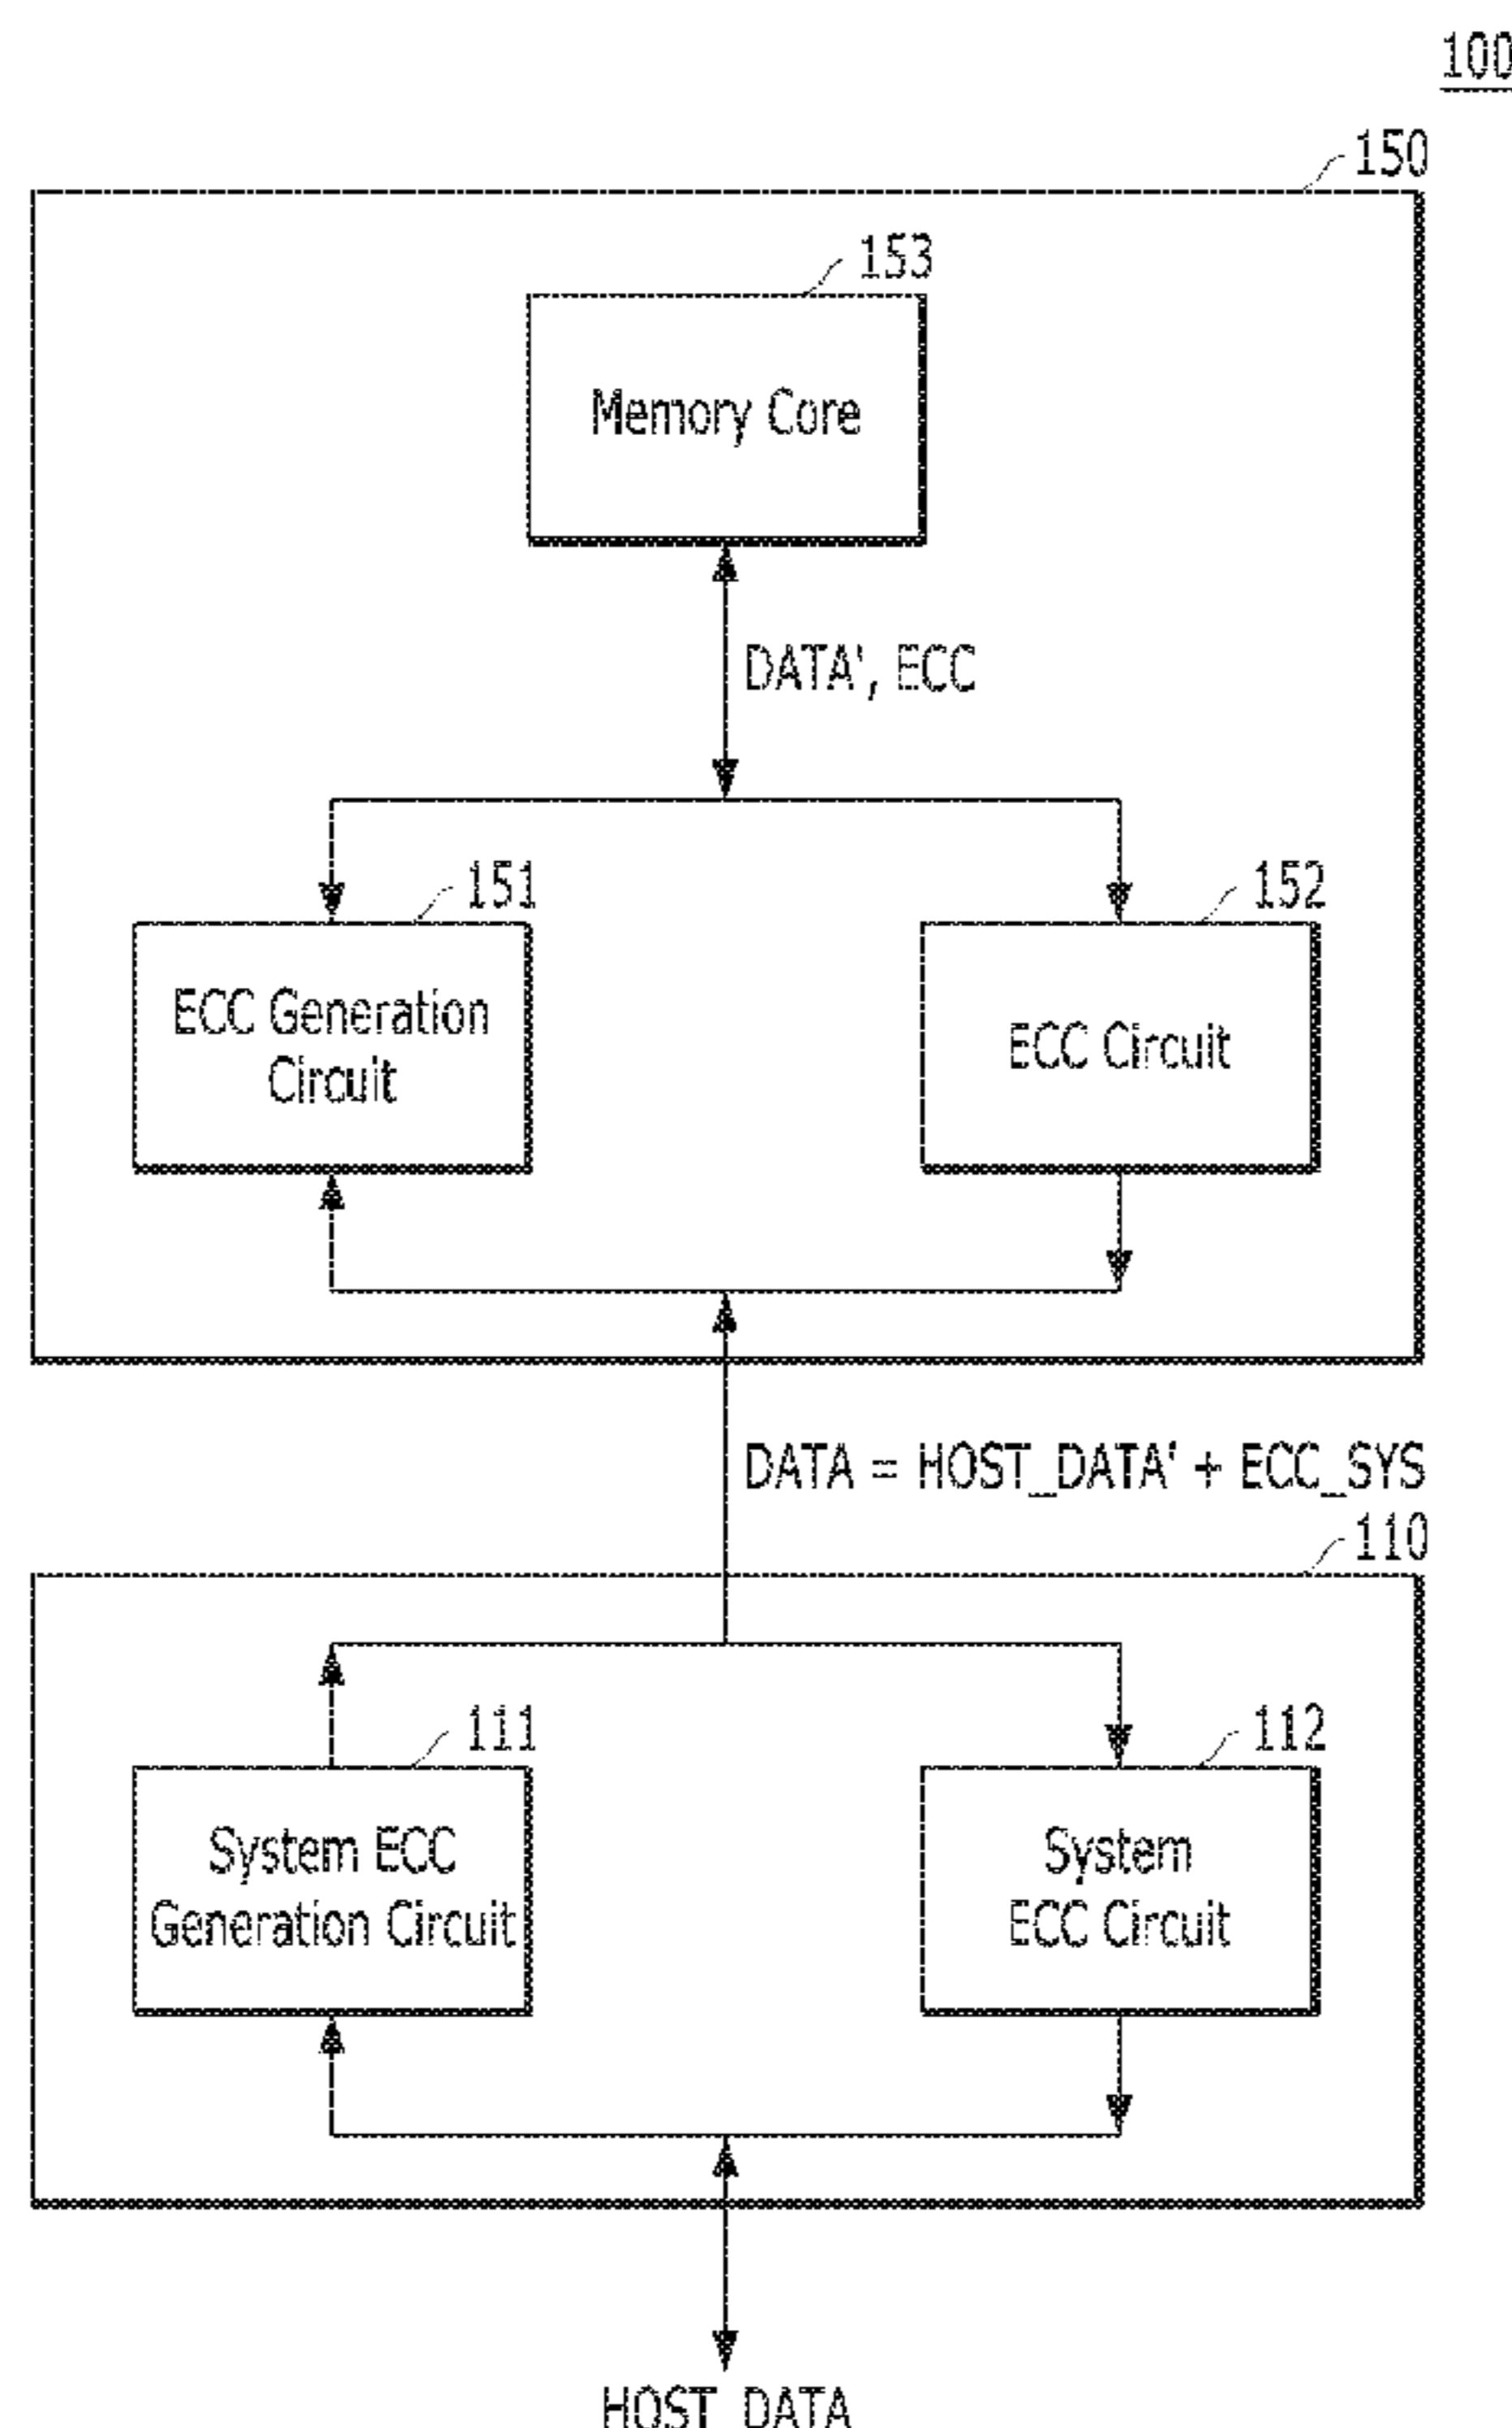 100
150
153
Memory Core
DATA', ECC
151
152
ECC Generation
Circuit
ECC Circuit
DATA = HOST_DATA' + ECC_SYS
110
111
112
System ECC
Generation Circuit
System
ECC Circuit
HOST_DATA